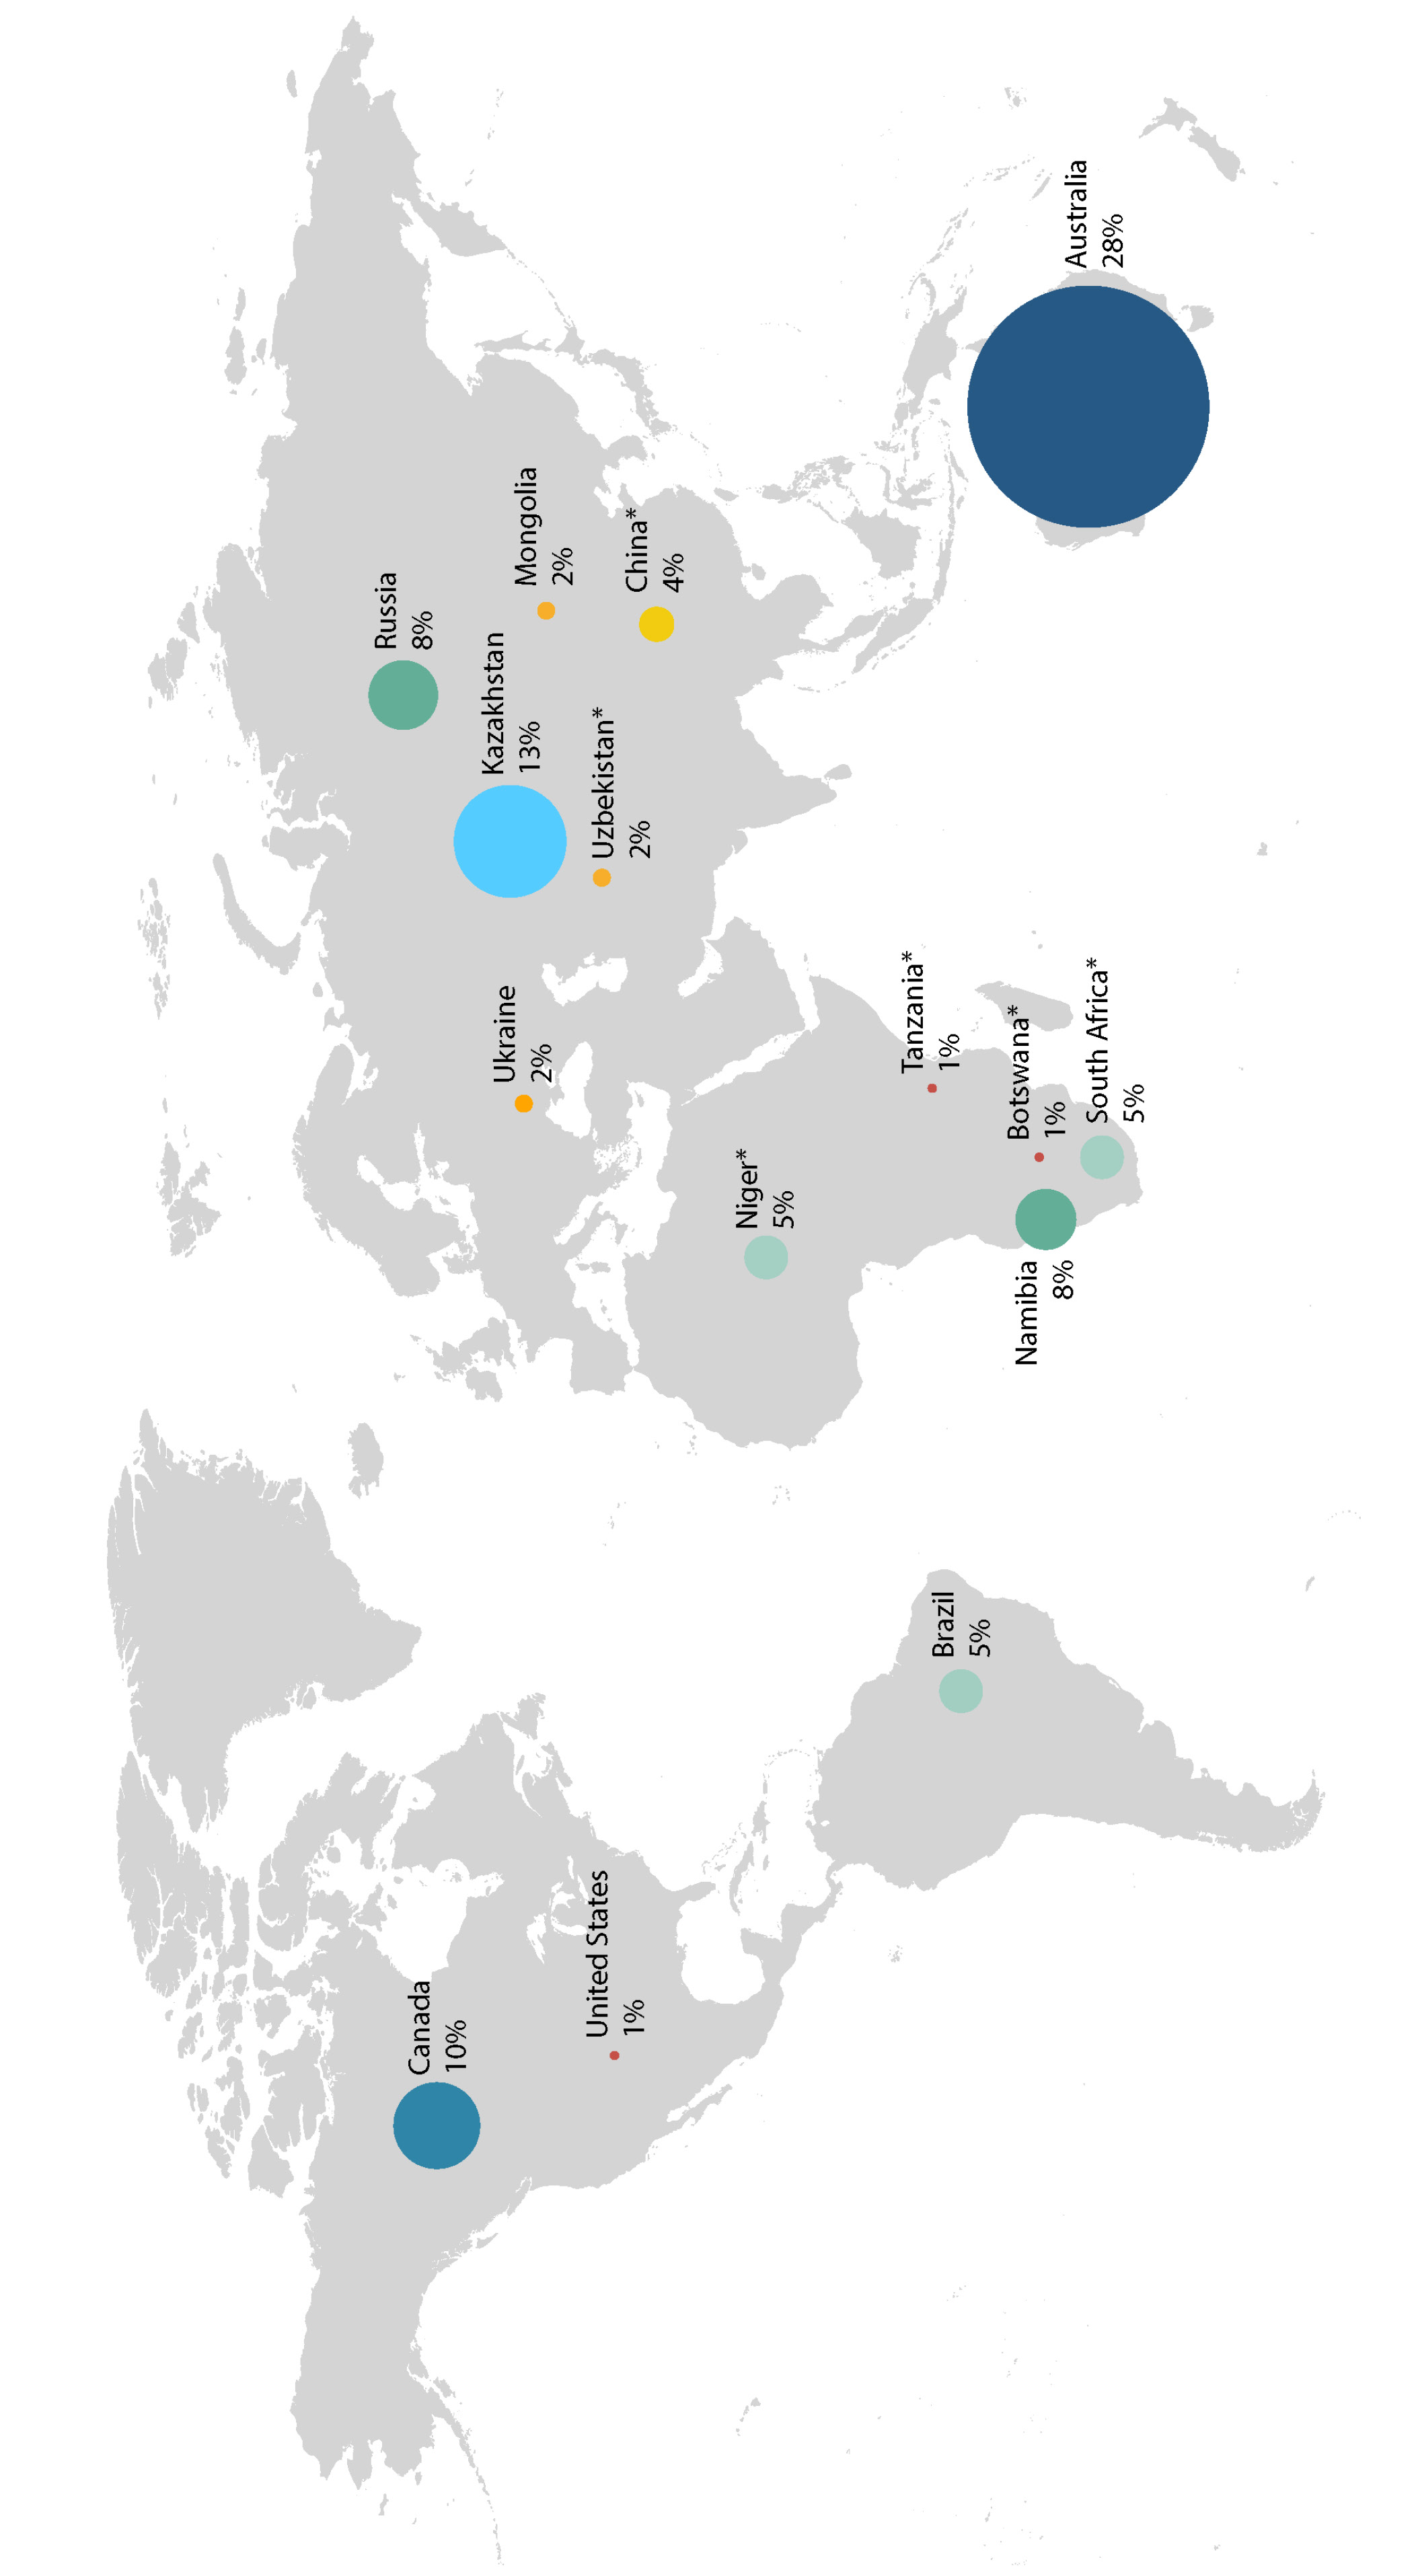 Canada
10%
United States
1%
Brazil
5%
Niger*
5%
Namibia
8%
South Africa*
5%
Botswana*
1%
Tanzania*
1%
Ukraine
2%
Uzbekistan*
2%
Kazakhstan
13%
Russia
8%
Mongolia
2%
China*
4%
Australia
28%